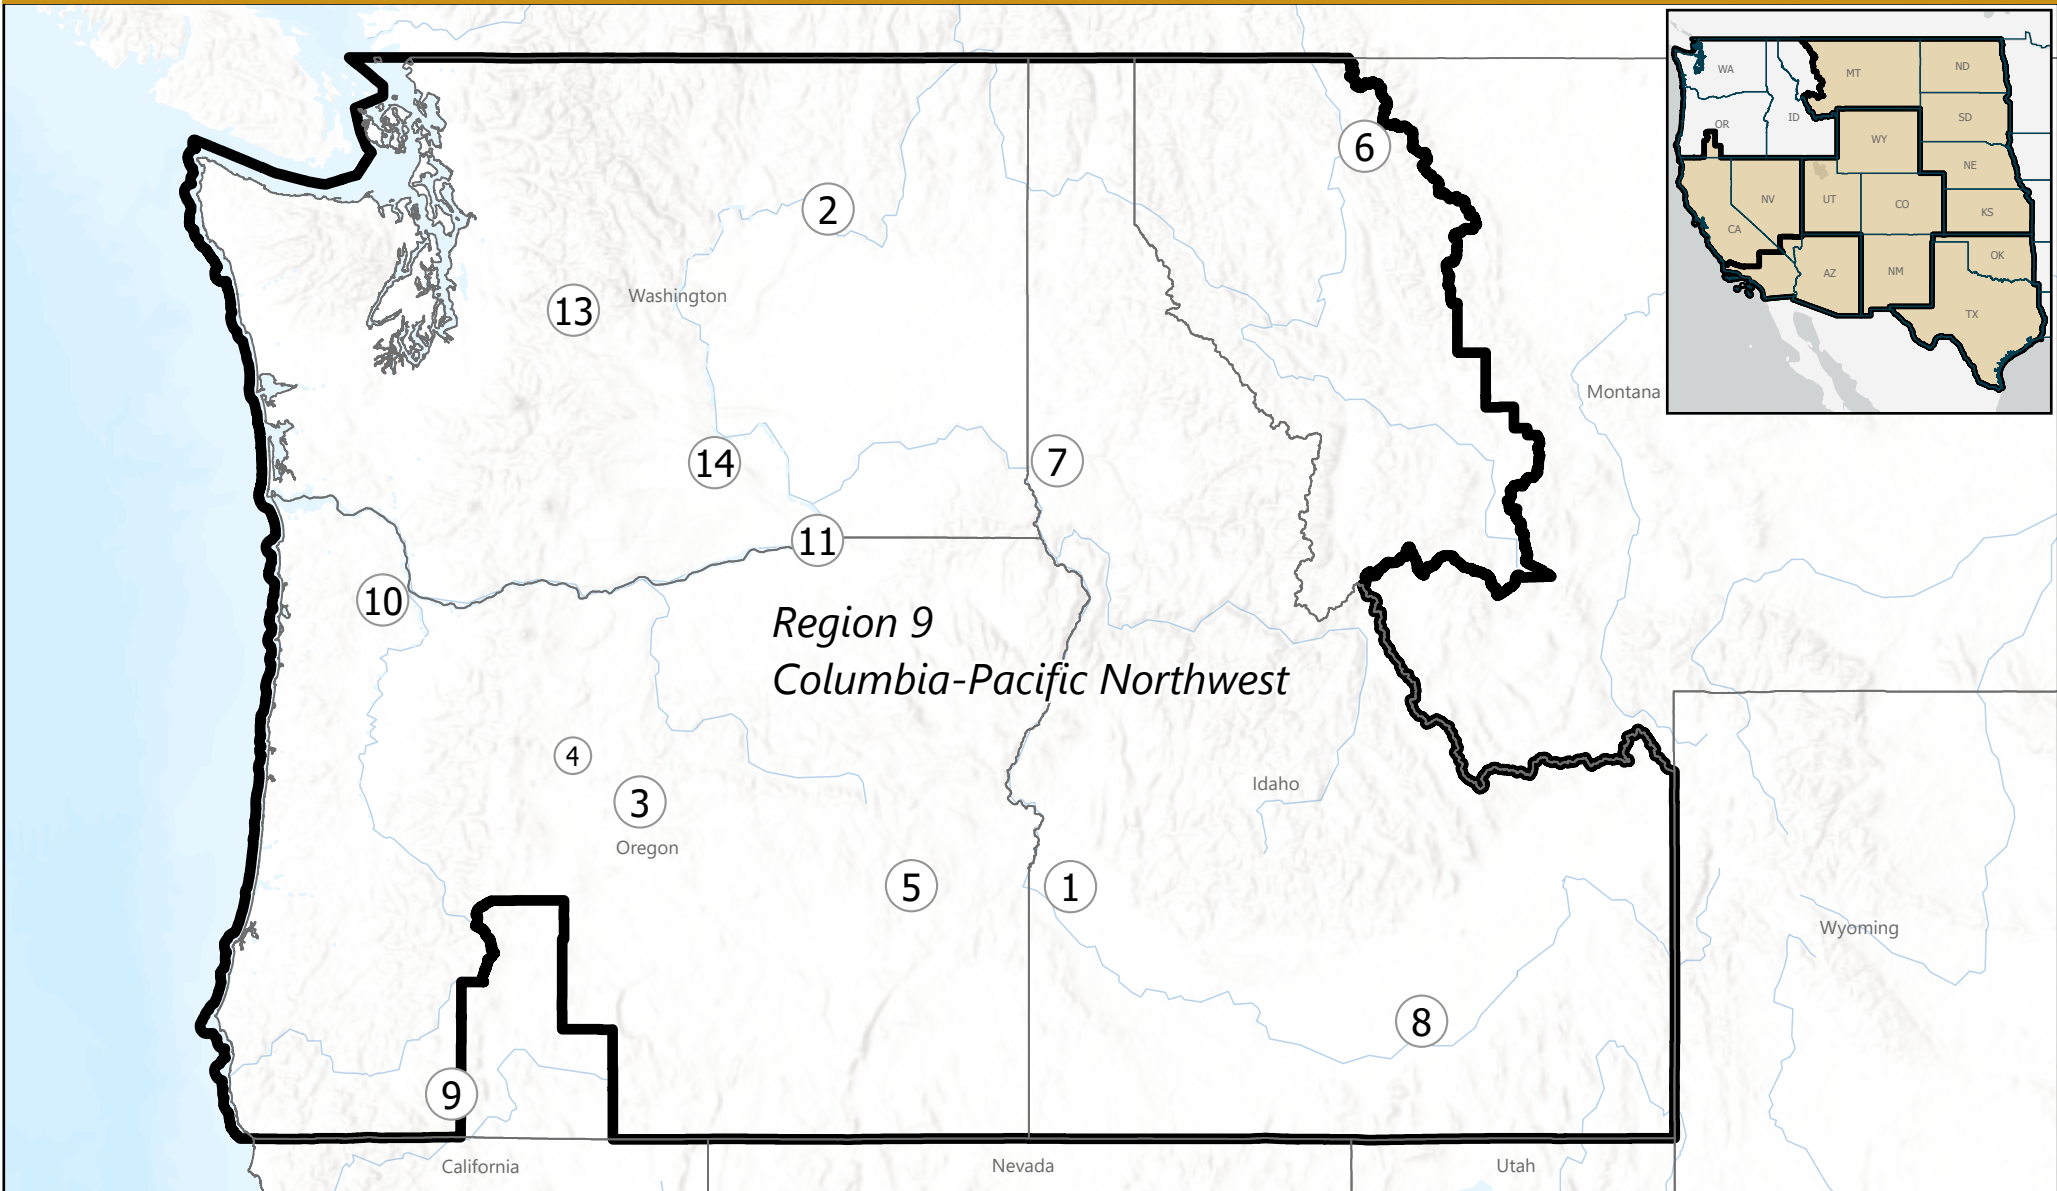 WA
MT
ND
OR
ID
SD
WY
NE
NV
UT
CO
KS
CA
AZ
NM
OK
TX
6
2
13
Washington
Montana
14
7
11
10
Region 9
Columbia-Pacific Northwest
4
3
Idaho
Oregon
5
1
Wyoming
8
9
California
Nevada
Utah